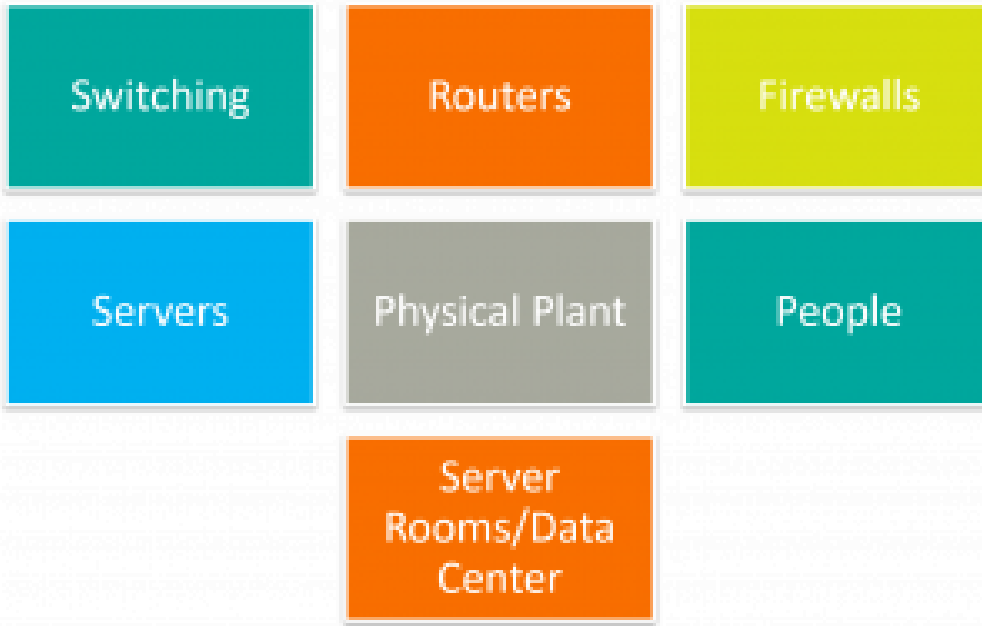 Switching
Routers
Firewalls
Servers
Physical Plant
People
Server
Rooms/Data
Center